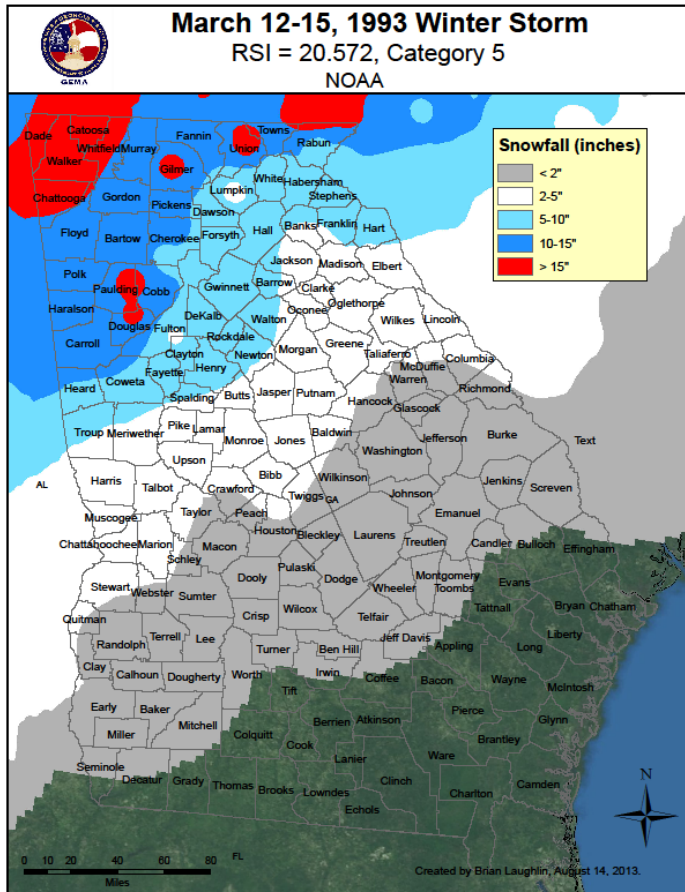 March 12-15, 1993 Winter Storm
RSI = 20.572, Category 5
NOAA
GEMA
Snowfall (inches)
< 2"
2-5"
5-10"
10-15"
> 15"
Dade
Catoosa
Walker
Whitfield
Murray
Fannin
Towns
Union
Rabun
Gilmer
Chattooga
Gordon
Pickens
Lumpkin
White
Habersham
Stephens
Dawson
Floyd
Bartow
Cherokee
Forsyth
Hall
Banks
Franklin
Hart
Jackson
Madison
Elbert
Polk
Paulding
Cobb
Gwinnett
Barrow
Clarke
Oconee
Oglethorpe
Haralson
Douglas
Fulton
DeKalb
Walton
Wilkes
Lincoln
Carroll
Clayton
Rockdale
Newton
Morgan
Greene
Taliaferro
Columbia
McDuffie
Warren
Richmond
Heard
Coweta
Fayette
Henry
Spalding
Butts
Jasper
Putnam
Hancock
Glascock
Troup
Meriwether
Pike
Lamar
Monroe
Jones
Baldwin
Washington
Jefferson
Burke
Text
Upson
Bibb
Wilkinson
AL
Harris
Talbot
Crawford
Twiggs
GA
Johnson
Jenkins
Screven
Muscogee
Taylor
Peach
Houston
Bleckley
Laurens
Emanuel
Chattahoochee
Marion
Macon
Treutlen
Candler
Bulloch
Effingham
Schley
Pulaski
Dodge
Montgomery
Stewart
Webster
Sumter
Dooly
Wheeler
Toombs
Evans
Tattnall
Bryan
Chatham
Quitman
Crisp
Wilcox
Telfair
Randolph
Terrell
Lee
Turner
Ben Hill
Jeff Davis
Appling
Long
Liberty
Clay
Calhoun
Dougherty
Worth
Irwin
Coffee
Bacon
Wayne
McIntosh
Early
Baker
Mitchell
Tift
Berrien
Atkinson
Pierce
Glynn
Miller
Colquitt
Cook
Lanier
Ware
Brantley
Seminole
Decatur
Grady
Thomas
Brooks
Lowndes
Clinch
Charlton
Camden
Echols
N
FL
0 10 20 40 60 80
Miles
Created by Brian Laughlin, August 14, 2013.